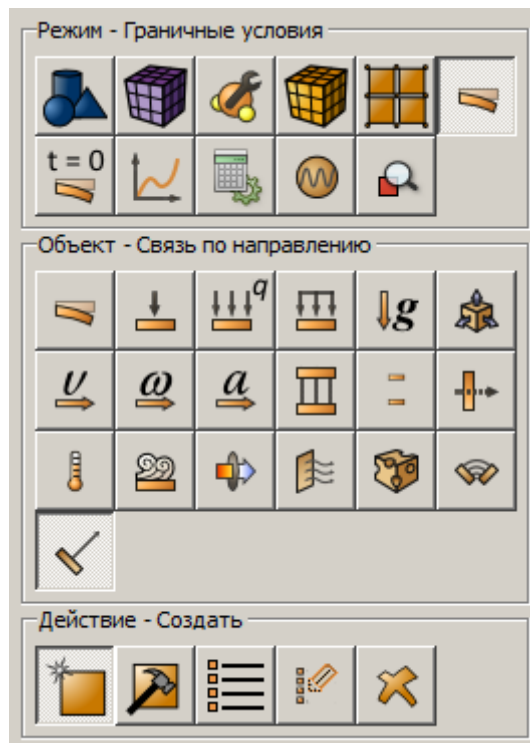 Режим - Граничные условия
t = 0
Объект - Связь по направлению
q
g
υ
ω
a
Действие - Создать